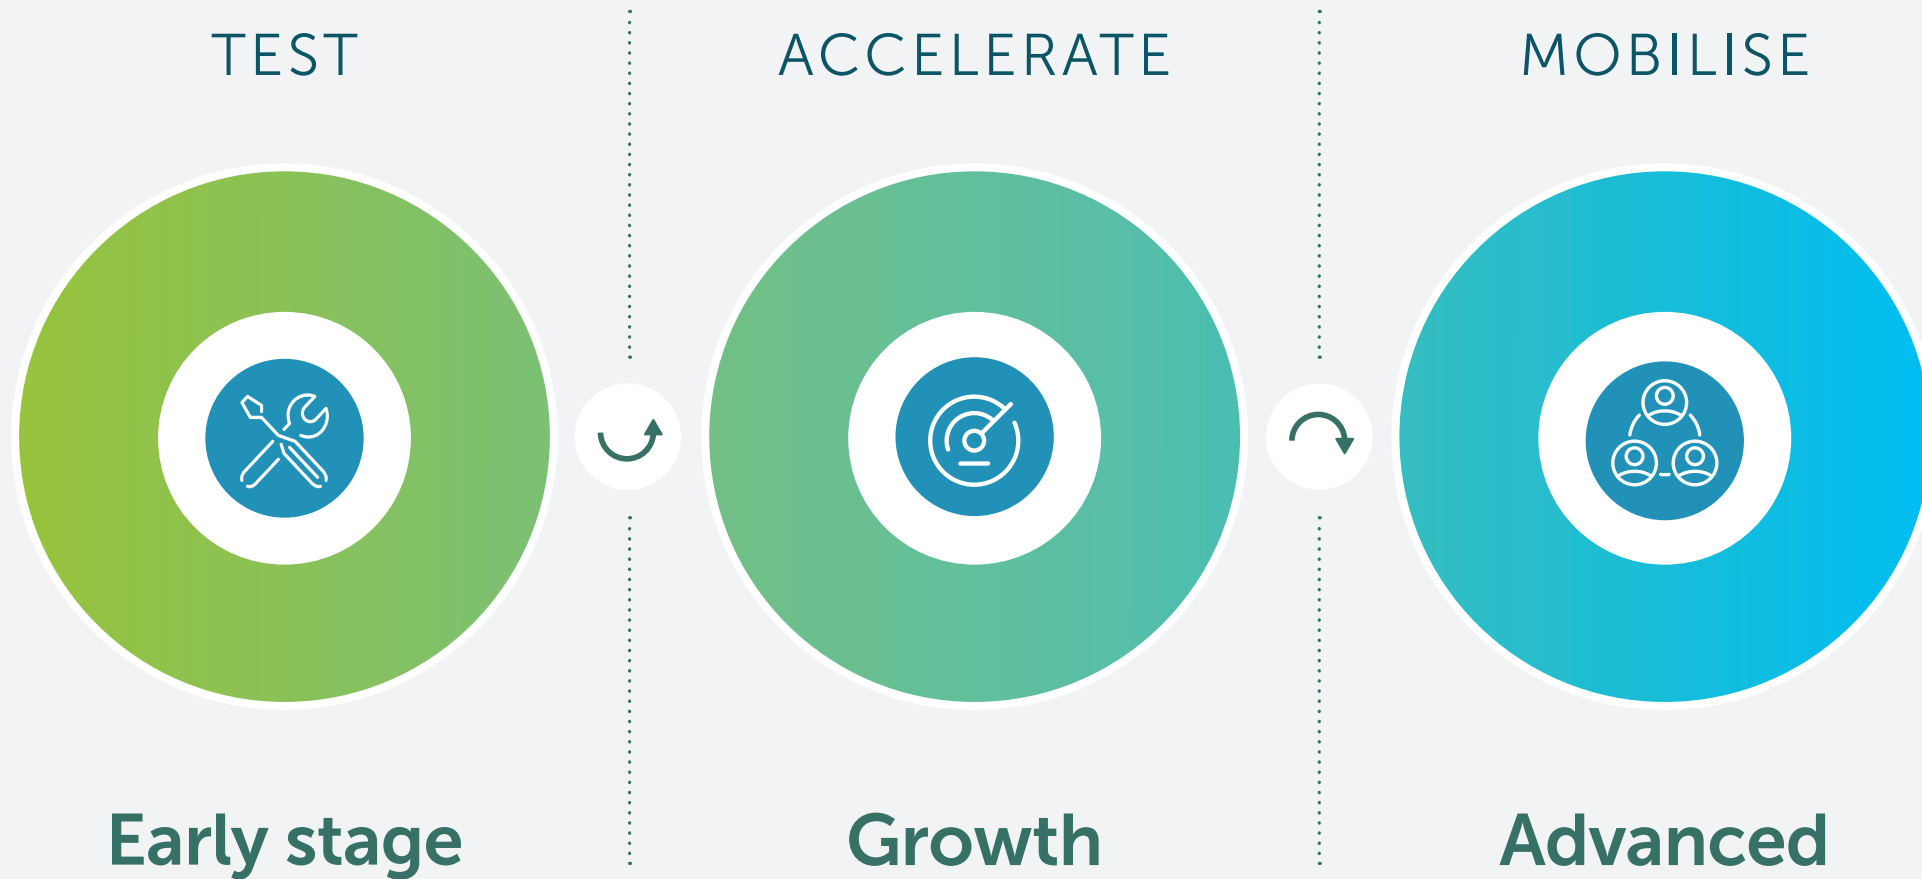 TEST
ACCELERATE
MOBILISE
Early stage
Growth
Advanced